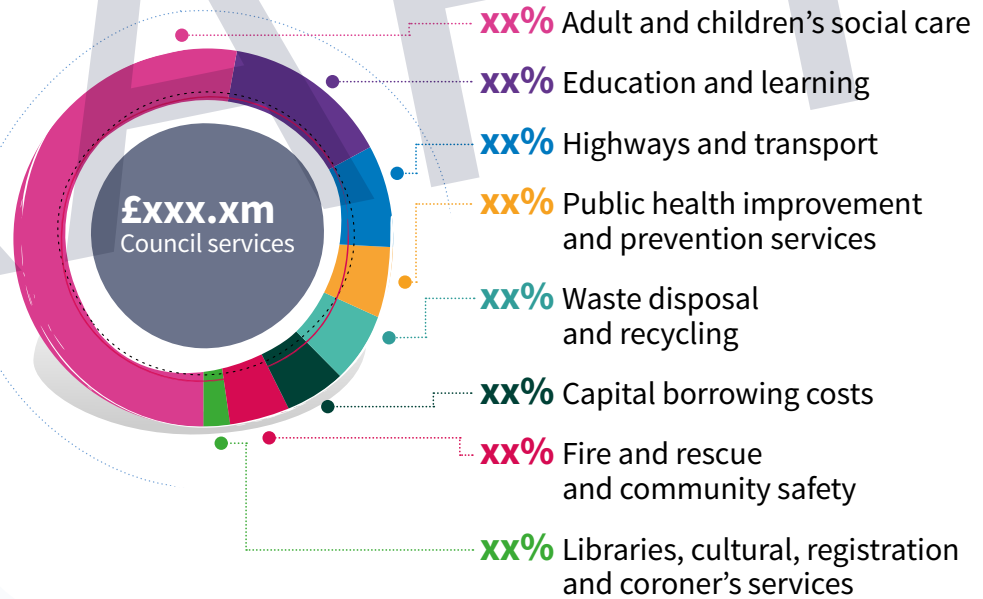 £xxx.xm
Council services
xx% Adult and children’s social care
xx% Education and learning
xx% Highways and transport
xx% Public health improvement
and prevention services
xx% Waste disposal
and recycling
xx% Capital borrowing costs
xx% Fire and rescue
and community safety
xx% Libraries, cultural, registration
and coroner’s services